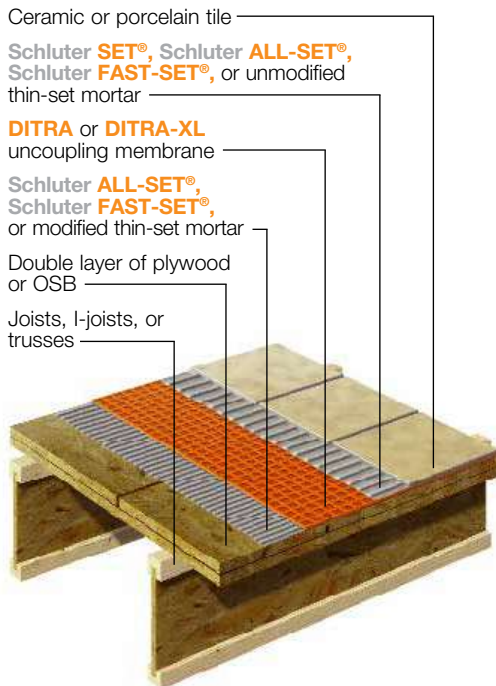 Ceramic or porcelain tile
Schluter SET®, Schluter ALL-SET®,
Schluter FAST-SET®, or unmodified
thin-set mortar
DITRA or DITRA-XL
uncoupling membrane
Schluter ALL-SET®,
Schluter FAST-SET®,
or modified thin-set mortar
Double layer of plywood
or OSB
Joists, I-joists, or
trusses